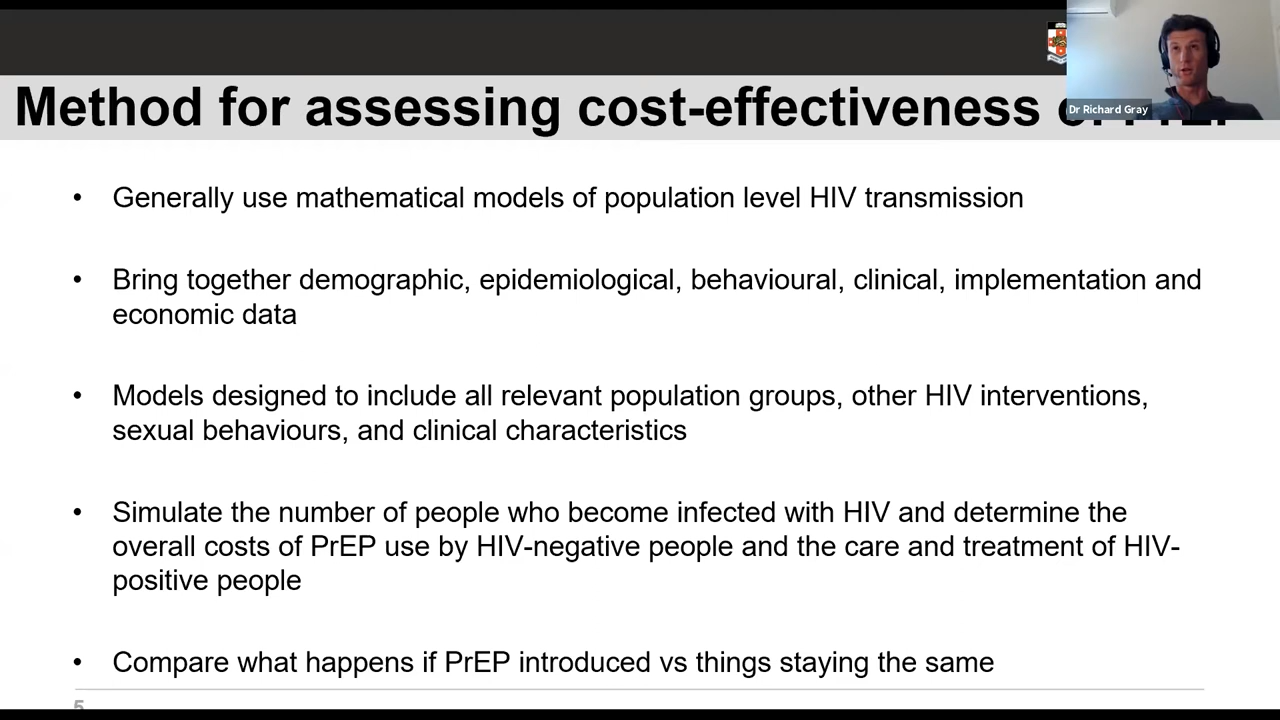 Method for assessing cost-effectiveness
Dr Richard Gray
• Generally use mathematical models of population level HIV transmission
• Bring together demographic, epidemiological, behavioural, clinical, implementation and
economic data
• Models designed to include all relevant population groups, other HIV interventions,
sexual behaviours, and clinical characteristics
• Simulate the number of people who become infected with HIV and determine the
overall costs of PrEP use by HIV-negative people and the care and treatment of HIV-
positive people
• Compare what happens if PrEP introduced vs things staying the same
5